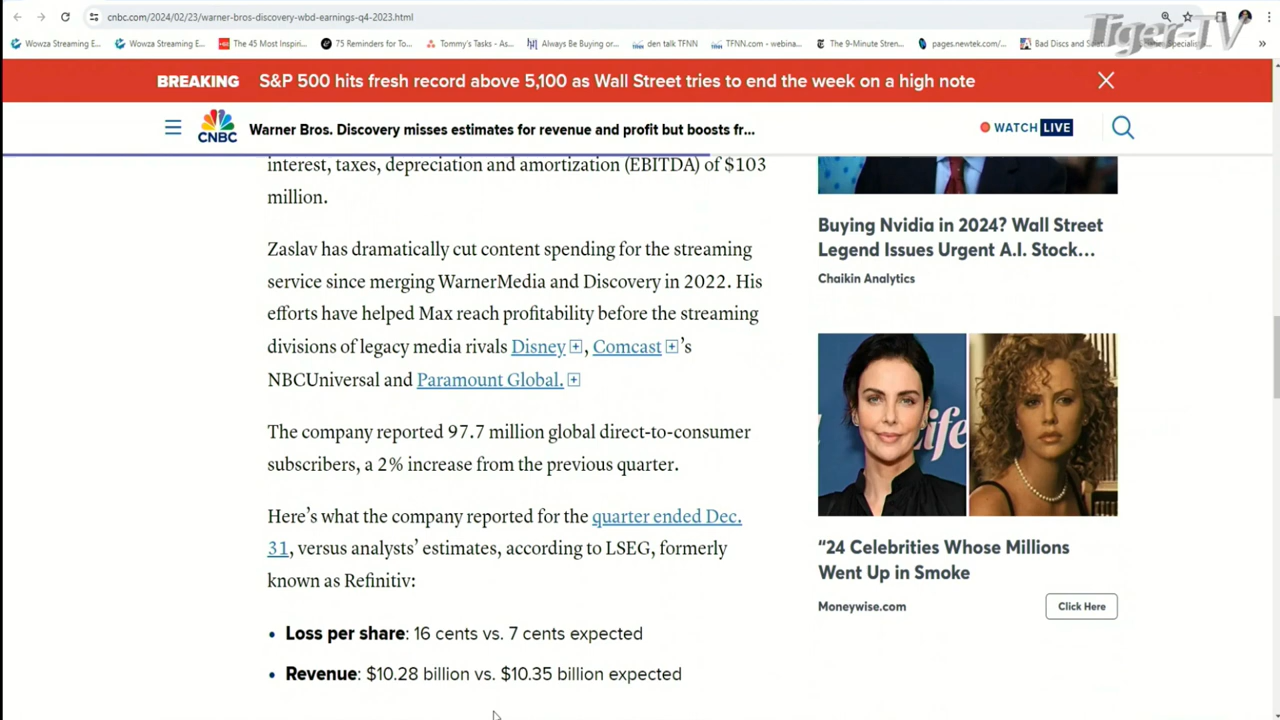 cnbc.com/2024/02/23/warner-bros-discovery-wbd-earnings-q4-2023.html
Tiger-TV
Wowza Streaming E...
Wowza Streaming E...
The 45 Most Inspiri...
75 Reminders for To...
Tommy's Tasks - As...
Always Be Buying or...
den talk TFNN
TFNN.com - webina...
The 9-Minute Stren...
pages.newtek.com/...
Bad Discs and
BREAKING S&P 500 hits fresh record above 5,100 as Wall Street tries to end the week on a high note
CNBC
Warner Bros. Discovery misses estimates for revenue and profit but boosts fr...
WATCH LIVE
interest, taxes, depreciation and amortization (EBITDA) of $103
million.
Zaslav has dramatically cut content spending for the streaming
service since merging WarnerMedia and Discovery in 2022. His
efforts have helped Max reach profitability before the streaming
divisions of legacy media rivals Disney, Comcast's
NBCUniversal and Paramount Global.
The company reported 97.7 million global direct-to-consumer
subscribers, a 2% increase from the previous quarter.
Here's what the company reported for the quarter ended Dec.
31, versus analysts' estimates, according to LSEG, formerly
known as Refinitiv:
• Loss per share: 16 cents vs. 7 cents expected
• Revenue: $10.28 billion vs. $10.35 billion expected
Buying Nvidia in 2024? Wall Street
Legend Issues Urgent A.I. Stock...
Chaikin Analytics
ife
"24 Celebrities Whose Millions
Went Up in Smoke
Moneywise.com
Click Here